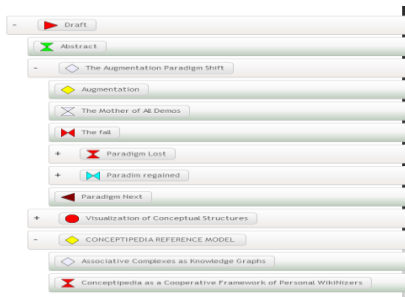 - Draft
Abstract
- The Augmentation Paradigm Shift
Augmentation
The Mother of All Demos
The fall
+ Paradigm Lost
+ Paradim regained
Paradigm Next
+ Visualization of Conceptual Structures
- CONCEPTIPEDIA REFERENCE MODEL
Associative Complexes as Knowledge Graphs
Conceptipedia as a Cooperative Framework of Personal WikiNizers